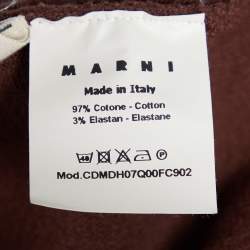 MARNI
Made in Italy
97% Cotone - Cotton
3% Elastan - Elastane
Mod.CDMDH07Q00FC902